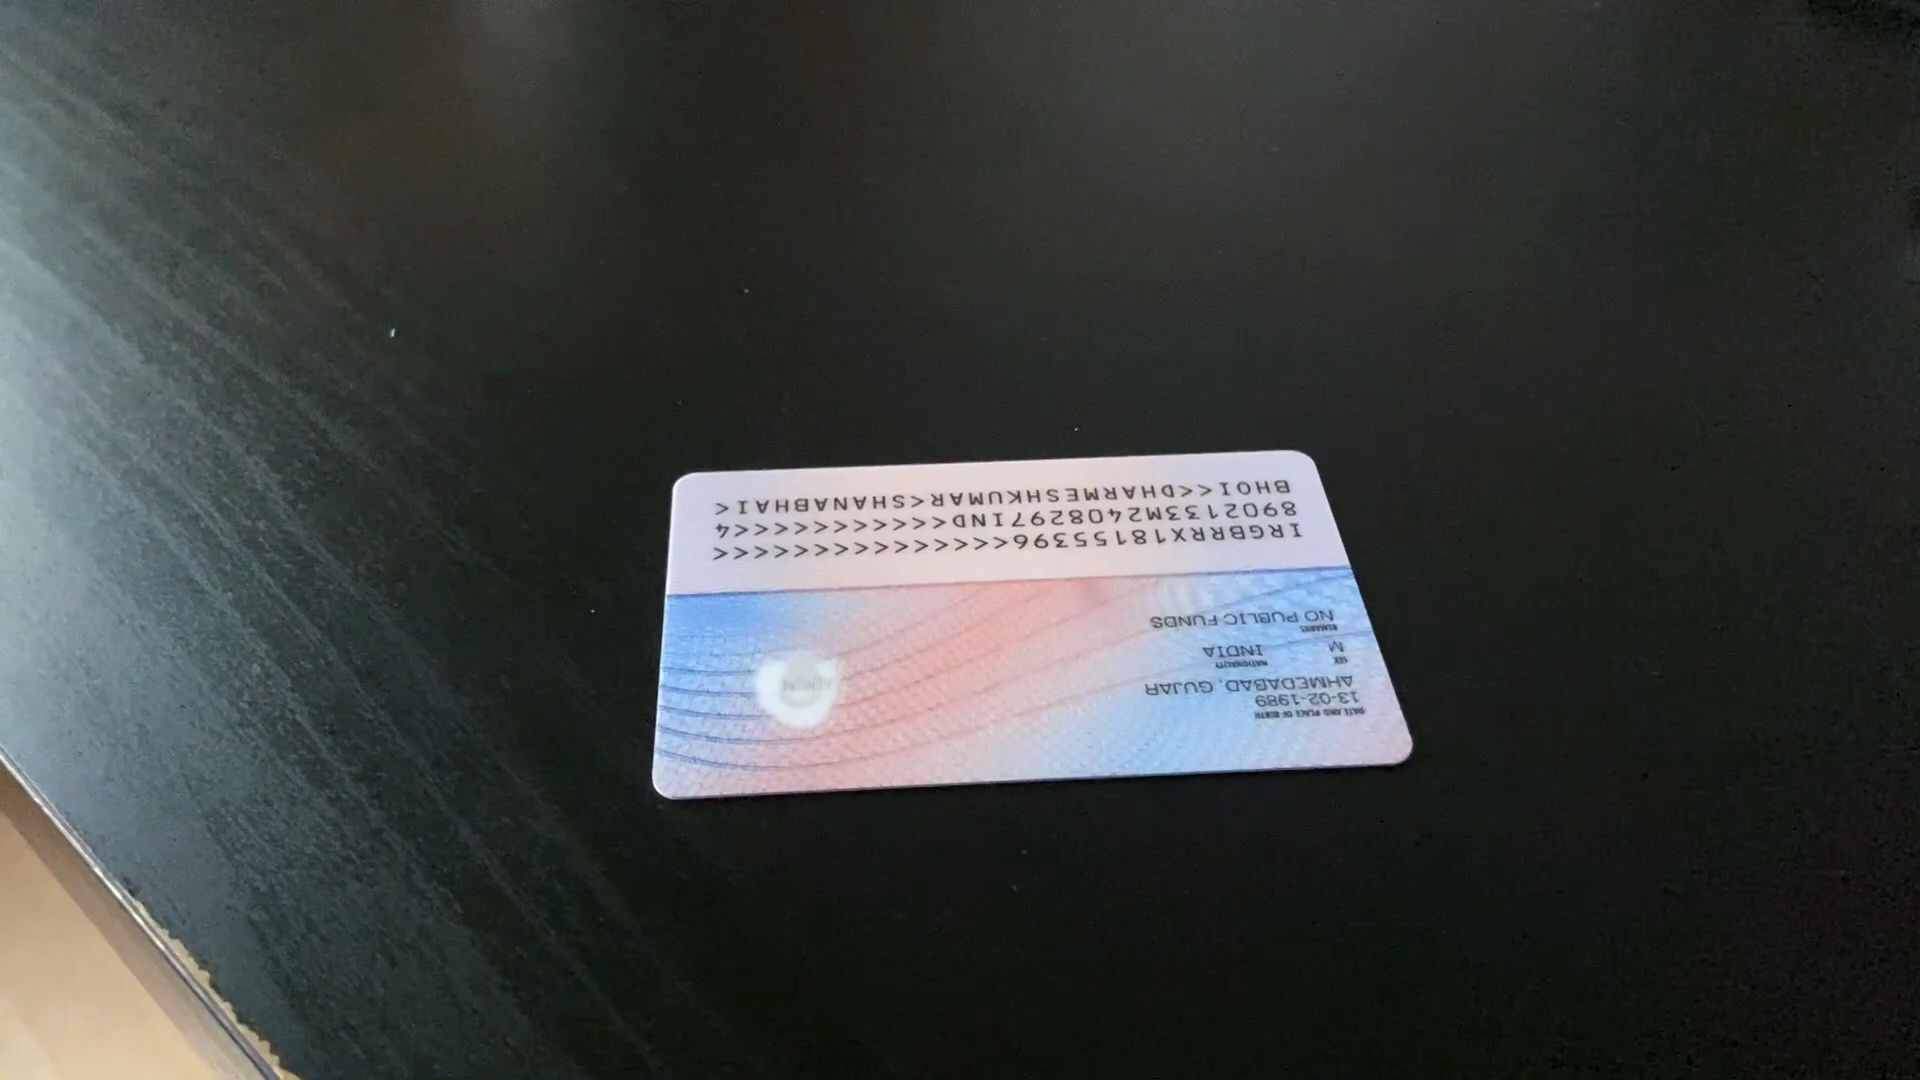 DATE AND PLACE OF BIRTH
13-02-1989
AHMEDABAD, GUJAR
SEX NATIONALITY
M INDIA
REMARKS
NO PUBLIC FUNDS
IRGBRRX18155396<<<<<<<<<<<<<<<
8902133M2408297IND<<<<<<<<<<<4
BHOI<<DHARMESHKUMAR<SHANABHAI<